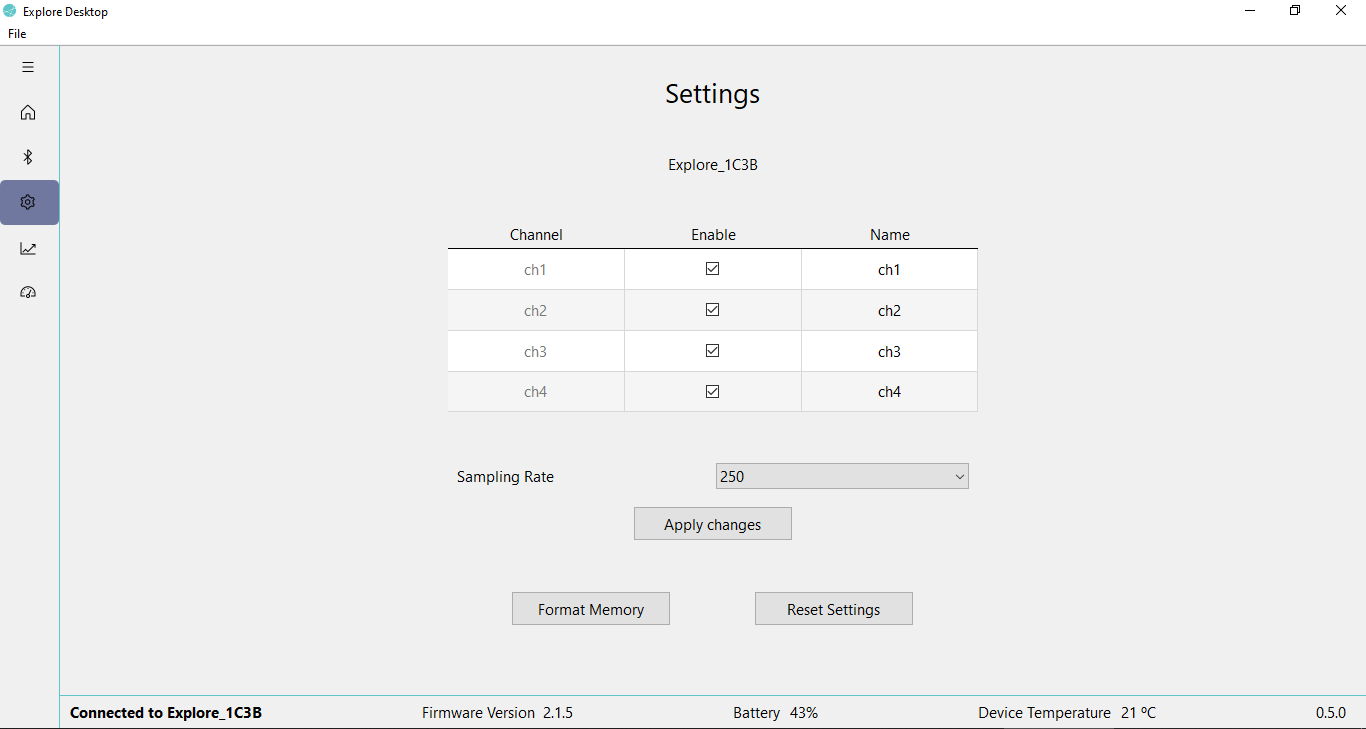 Explore Desktop
File
Settings
Explore_1C3B
Channel Enable Name
ch1 ch1
ch2 ch2
ch3 ch3
ch4 ch4
Sampling Rate 250
Apply changes
Format Memory Reset Settings
Connected to Explore_1C3B Firmware Version 2.1.5 Battery 43% Device Temperature 21 ºC 0.5.0